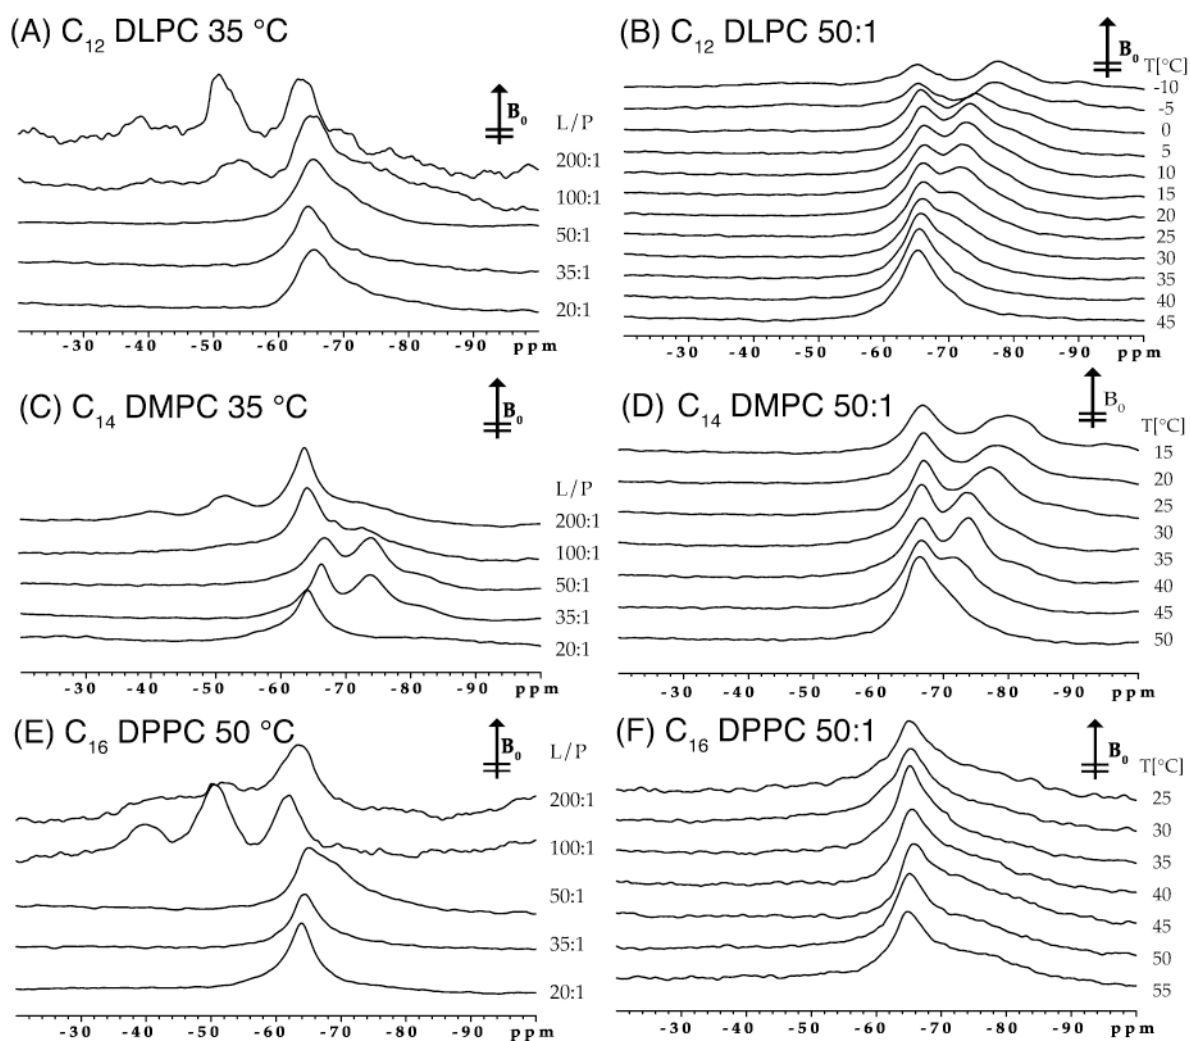 (A) C12 DLPC 35 °C
B0
L/P
200:1
100:1
50:1
35:1
20:1
-30 -40 -50 -60 -70 -80 -90 ppm
(B) C12 DLPC 50:1
B0
T[°C]
-10
-5
0
5
10
15
20
25
30
35
40
45
-30 -40 -50 -60 -70 -80 -90 ppm
(C) C14 DMPC 35 °C
B0
L/P
200:1
100:1
50:1
35:1
20:1
-30 -40 -50 -60 -70 -80 -90 ppm
(D) C14 DMPC 50:1
B0
T[°C]
15
20
25
30
35
40
45
50
-30 -40 -50 -60 -70 -80 -90 ppm
(E) C16 DPPC 50 °C
B0
L/P
200:1
100:1
50:1
35:1
20:1
-30 -40 -50 -60 -70 -80 -90 ppm
(F) C16 DPPC 50:1
B0
T[°C]
25
30
35
40
45
50
55
-30 -40 -50 -60 -70 -80 -90 ppm